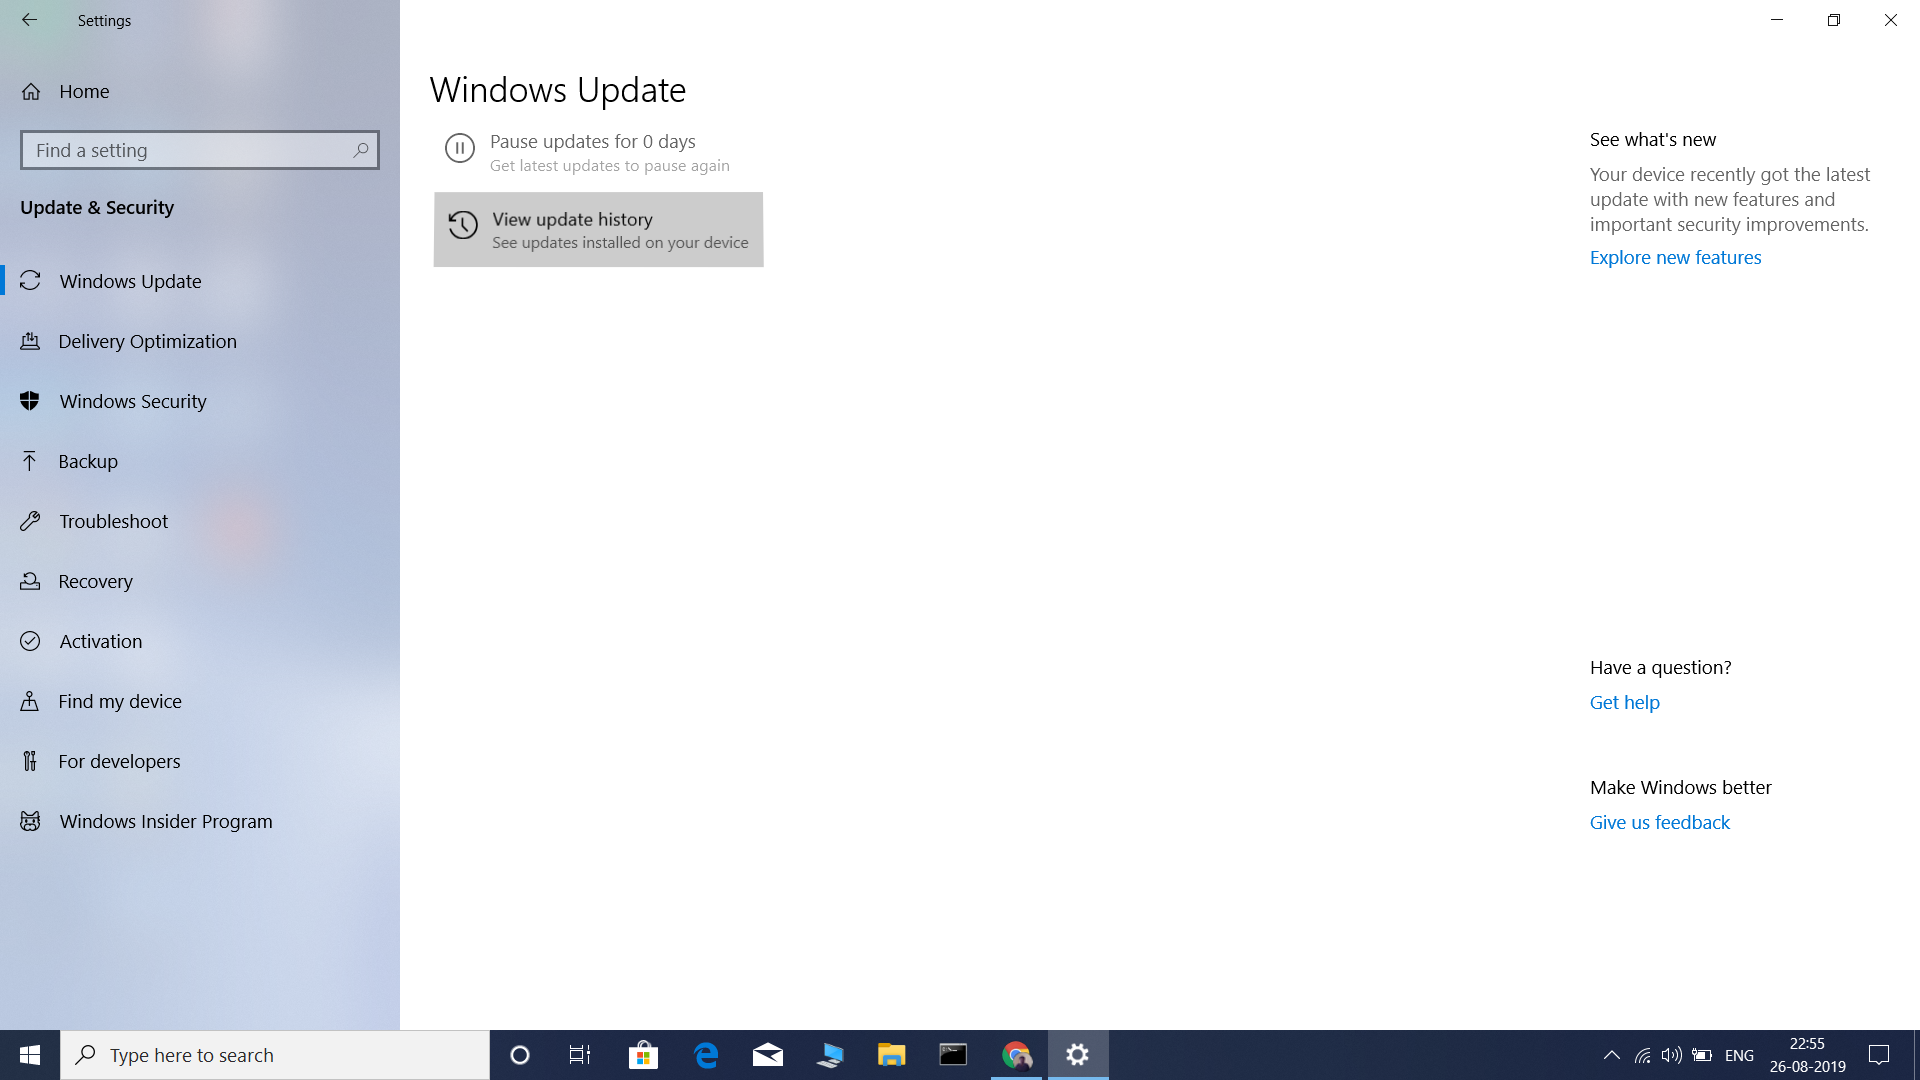 Settings
Home
Find a setting
Update & Security
Windows Update
Delivery Optimization
Windows Security
Backup
Troubleshoot
Recovery
Activation
Find my device
For developers
Windows Insider Program
Windows Update
Pause updates for 0 days
Get latest updates to pause again
View update history
See updates installed on your device
See what's new
Your device recently got the latest
update with new features and
important security improvements.
Explore new features
Have a question?
Get help
Make Windows better
Give us feedback
Type here to search
ENG
22:55
26-08-2019